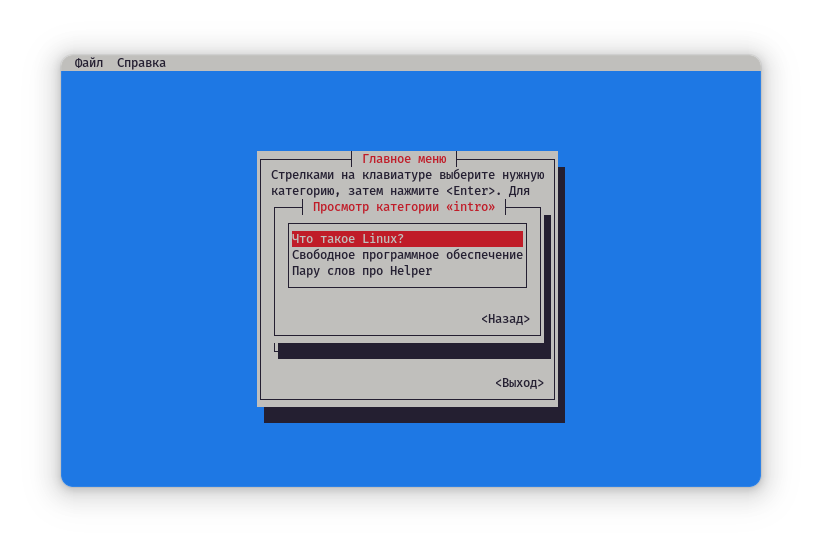 Файл Справка
Главное меню
Стрелками на клавиатуре выберите нужную
категорию, затем нажмите <Enter>. Для
Просмотр категории «intro»
Что такое Linux?
Свободное программное обеспечение
Пару слов про Helper
<Назад>
<Выход>